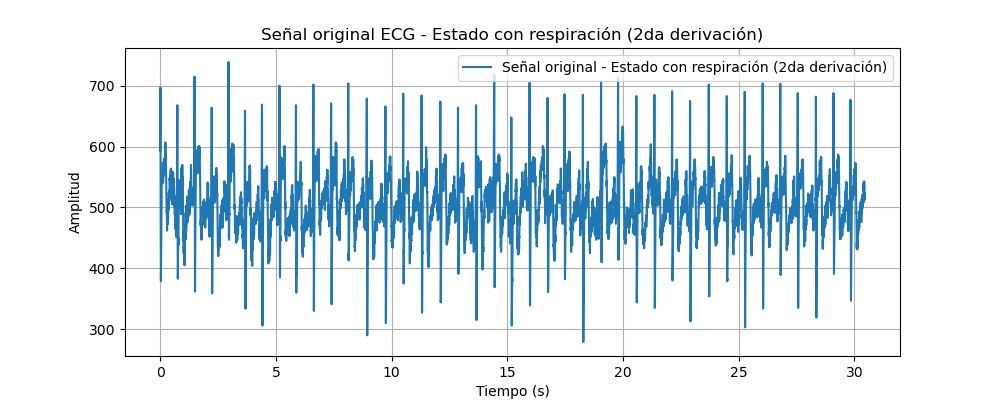 Señal original ECG - Estado con respiración (2da derivación)
Señal original - Estado con respiración (2da derivación)
Amplitud
700
600
500
400
300
0 5 10 15 20 25 30
Tiempo (s)